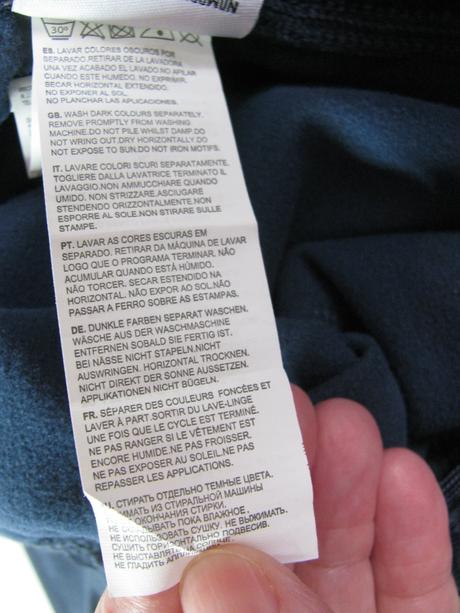 30°
ES. LAVAR COLORES OSCUROS POR
SEPARADO.RETIRAR DE LA LAVADORA
UNA VEZ ACABADO EL LAVADO.NO APILAR
CUANDO ESTE HUMEDO. NO EXPRIMIR.
SECAR HORIZONTAL EXTENDIDO.
NO EXPONER AL SOL.
NO PLANCHAR LAS APLICACIONES.
GB. WASH DARK COLOURS SEPARATELY.
REMOVE PROMPTLY FROM WASHING
MACHINE.DO NOT PILE WHILST DAMP.DO
NOT WRING OUT.DRY HORIZONTALLY.DO
NOT EXPOSE TO SUN.DO NOT IRON MOTIFS.
IT. LAVARE COLORI SCURI SEPARATAMENTE.
TOGLIERE DALLA LAVATRICE TERMINATO IL
LAVAGGIO.NON AMMUCCHIARE QUANDO
UMIDO. NON STRIZZARE.ASCIUGARE
STENDENDO ORIZZONTALMENTE.NON
ESPORRE AL SOLE.NON STIRARE SULLE
STAMPE.
PT. LAVAR AS CORES ESCURAS EM
SEPARADO. RETIRAR DA MÁQUINA DE LAVAR
LOGO QUE O PROGRAMA TERMINAR. NÃO
ACUMULAR QUANDO ESTÁ HÚMIDO.
NÃO TORCER. SECAR ESTENDIDO NA
HORIZONTAL. NÃO EXPOR AO SOL.NÃO
PASSAR A FERRO SOBRE AS ESTAMPAS.
DE. DUNKLE FARBEN SEPARAT WASCHEN.
WÄSCHE AUS DER WASCHMASCHINE
ENTFERNEN SOBALD SIE FERTIG IST.
BEI NÄSSE NICHT STAPELN.NICHT
AUSWRINGEN. HORIZONTAL TROCKNEN.
NICHT DIREKT DER SONNE AUSSETZEN.
APPLIKATIONEN NICHT BÜGELN.
FR. SÉPARER DES COULEURS FONCÉES ET
LAVER À PART.SORTIR DU LAVE-LINGE
UNE FOIS QUE LE CYCLE EST TERMINÉ.
NE PAS RANGER SI LE VÊTEMENT EST
ENCORE HUMIDE.NE PAS FROISSER.
NE PAS EXPOSER AU SOLEIL.NE PAS
REPASSER LES APPLICATIONS.
СТИРАТЬ ОТДЕЛЬНО ТЕМНЫЕ ЦВЕТА.
ИЗ СТИРАЛЬНОЙ МАШИНЫ
ОКОНЧАНИЯ СТИРКИ.
НЕ СКЛАДЫВАТЬ ПОКА ВЛАЖНОЕ,
НЕ ИСПОЛЬЗОВАТЬ СУШКУ. НЕ ВЫЖИМАТЬ.
СУШИТЬ ГОРИЗОНТАЛЬНО ПОДВЕСИВ.
НЕ ВЫСТАВЛЯТЬ НА СОЛНЦЕ.
НЕ ГЛАДИТЬ